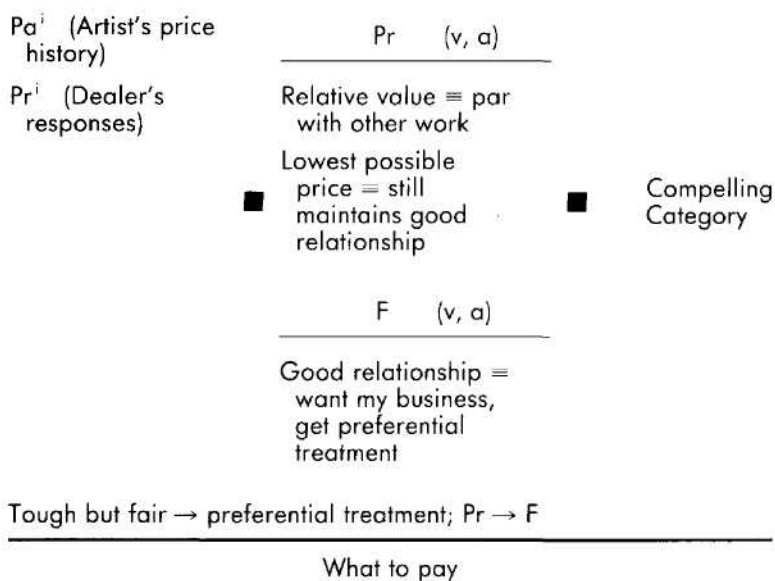 Paⁱ (Artist's price
history)
Prⁱ (Dealer's
responses)
Pr (v, a)
Relative value ≡ par
with other work
Lowest possible
price ≡ still
maintains good
relationship
■ ■
Compelling
Category
F (v, a)
Good relationship ≡
want my business,
get preferential
treatment
Tough but fair → preferential treatment; Pr → F
What to pay